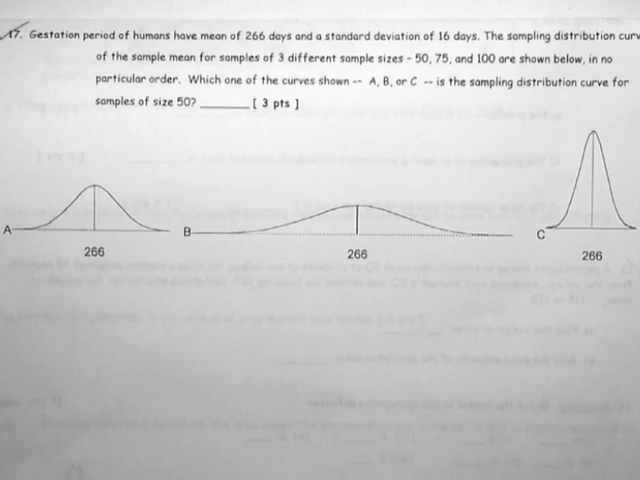 17. Gestation period of humans have mean of 266 days and a standard deviation of 16 days. The sampling distribution curv
of the sample mean for samples of 3 different sample sizes - 50, 75, and 100 are shown below, in no
particular order. Which one of the curves shown -- A, B, or C -- is the sampling distribution curve for
samples of size 50? ________ [ 3 pts ]
A
B
C
266
266
266